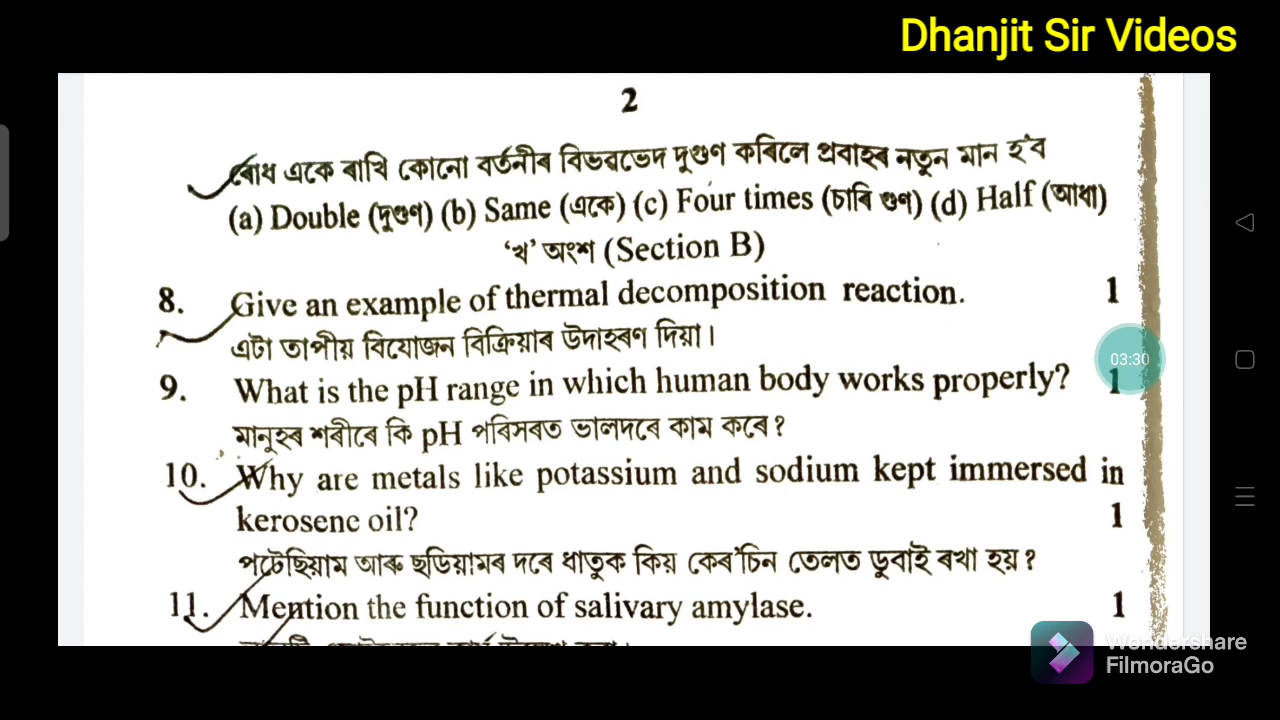 Dhanjit Sir Videos
2
ৰোধ একে ৰাখি কোনো বৰ্তনীৰ বিভৱভেদ দুগুণ কৰিলে প্ৰবাহৰ নতুন মান হ'ব
(a) Double (দুগুণ) (b) Same (একে) (c) Four times (চাৰি গুণ) (d) Half (আধা)
‘খ’ অংশ (Section B)
8. Give an example of thermal decomposition reaction. 1
এটা তাপীয় বিযোজন বিক্ৰিয়াৰ উদাহৰণ দিয়া।
9. What is the pH range in which human body works properly? 1
মানুহৰ শৰীৰে কি pH পৰিসৰত ভালদৰে কাম কৰে?
10. Why are metals like potassium and sodium kept immersed in
kerosene oil? 1
পটেছিয়াম আৰু ছডিয়ামৰ দৰে ধাতুক কিয় কেৰ'চিন তেলত ডুবাই ৰখা হয়?
11. Mention the function of salivary amylase. 1
03:30
Wondershare
FilmoraGo